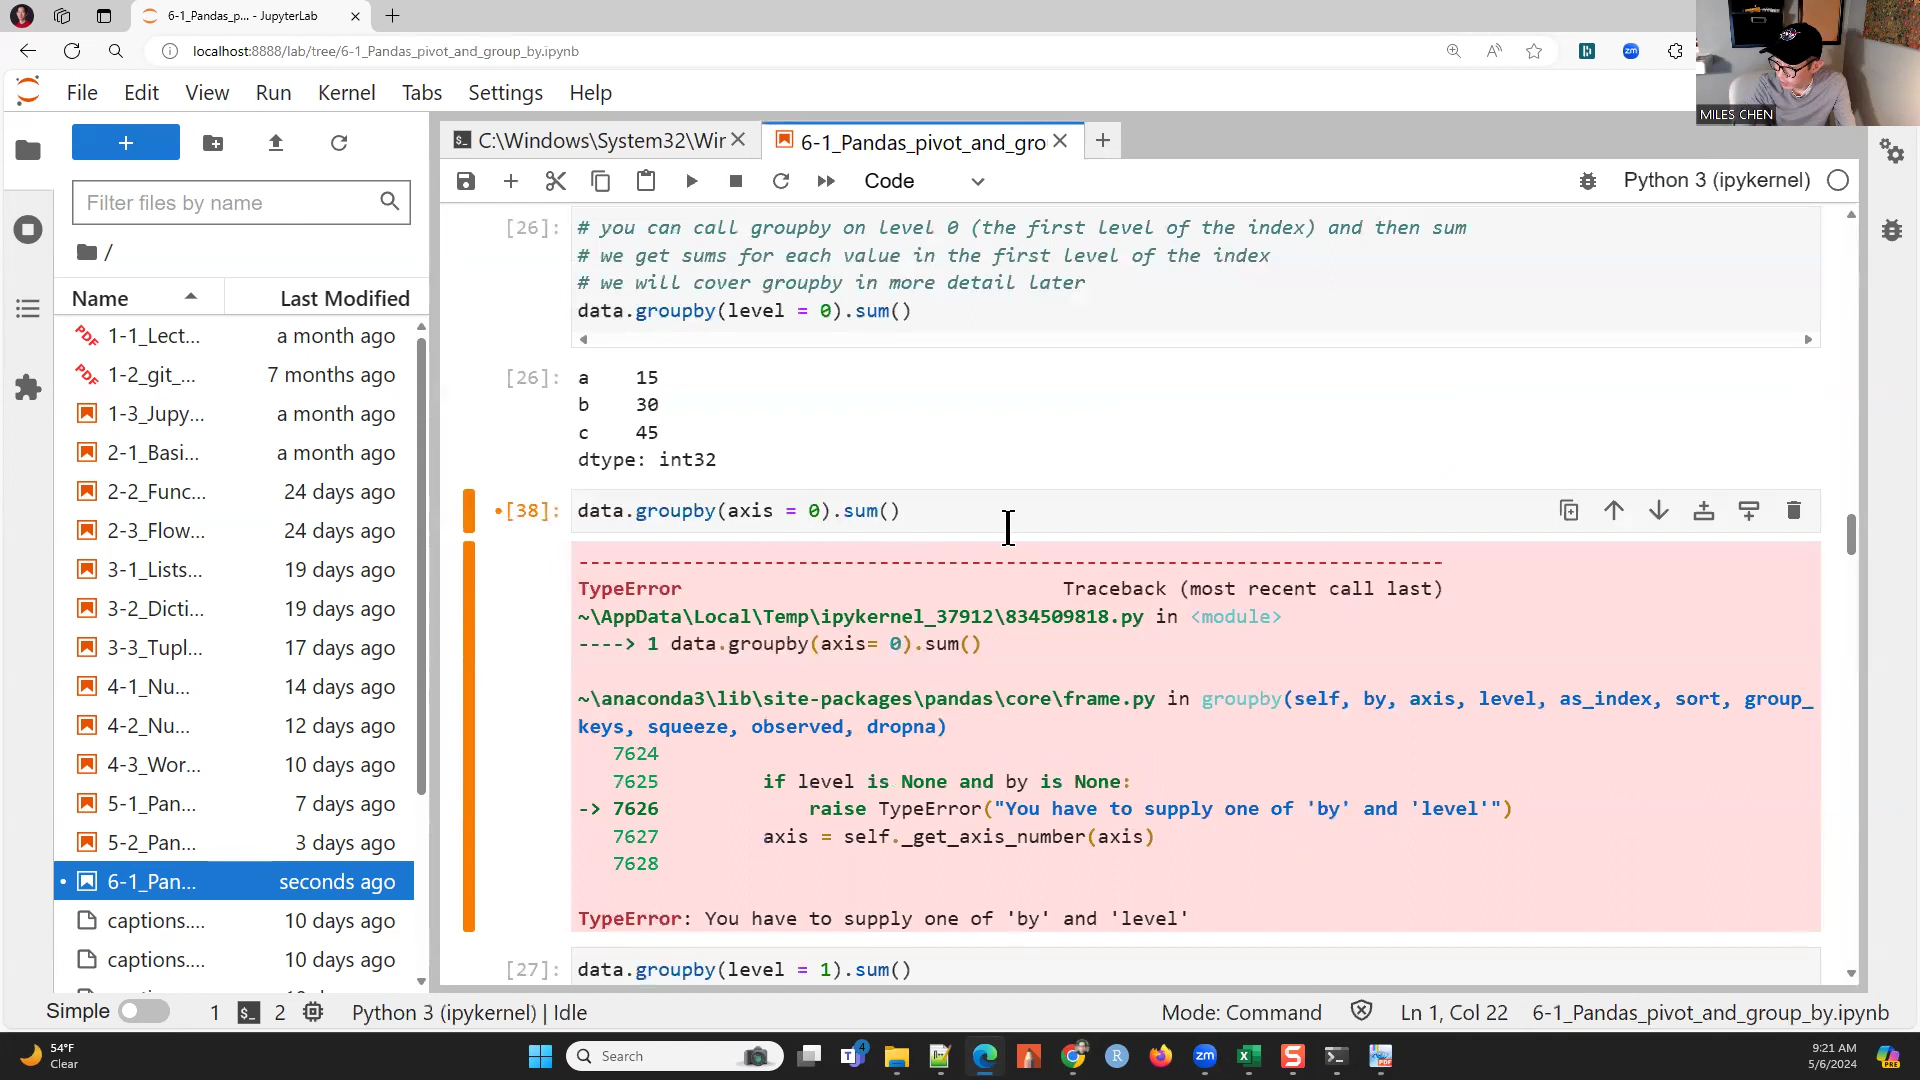 6-1_Pandas_p... - JupyterLab
localhost:8888/lab/tree/6-1_Pandas_pivot_and_group_by.ipynb
MILES CHEN
File Edit View Run Kernel Tabs Settings Help
C:\Windows\System32\Wir
6-1_Pandas_pivot_and_gro
Filter files by name
Code
Python 3 (ipykernel)
/
Name Last Modified
1-1_Lect... a month ago
1-2_git_... 7 months ago
1-3_Jupy... a month ago
2-1_Basi... a month ago
2-2_Func... 24 days ago
2-3_Flow... 24 days ago
3-1_Lists... 19 days ago
3-2_Dicti... 19 days ago
3-3_Tupl... 17 days ago
4-1_Nu... 14 days ago
4-2_Nu... 12 days ago
4-3_Wor... 10 days ago
5-1_Pan... 7 days ago
5-2_Pan... 3 days ago
6-1_Pan... seconds ago
captions.... 10 days ago
captions.... 10 days ago
[26]: # you can call groupby on level 0 (the first level of the index) and then sum
# we get sums for each value in the first level of the index
# we will cover groupby in more detail later
data.groupby(level = 0).sum()
[26]: a 15
b 30
c 45
dtype: int32
•[38]: data.groupby(axis = 0).sum()
---------------------------------------------------------------------------
TypeError Traceback (most recent call last)
~\AppData\Local\Temp\ipykernel_37912\834509818.py in <module>
----> 1 data.groupby(axis= 0).sum()
~\anaconda3\lib\site-packages\pandas\core\frame.py in groupby(self, by, axis, level, as_index, sort, group_
keys, squeeze, observed, dropna)
7624
7625 if level is None and by is None:
-> 7626 raise TypeError("You have to supply one of 'by' and 'level'")
7627 axis = self._get_axis_number(axis)
7628
TypeError: You have to supply one of 'by' and 'level'
[27]: data.groupby(level = 1).sum()
Simple 1 2 Python 3 (ipykernel) | Idle Mode: Command Ln 1, Col 22 6-1_Pandas_pivot_and_group_by.ipynb
54°F
Clear
Search
9:21 AM
5/6/2024